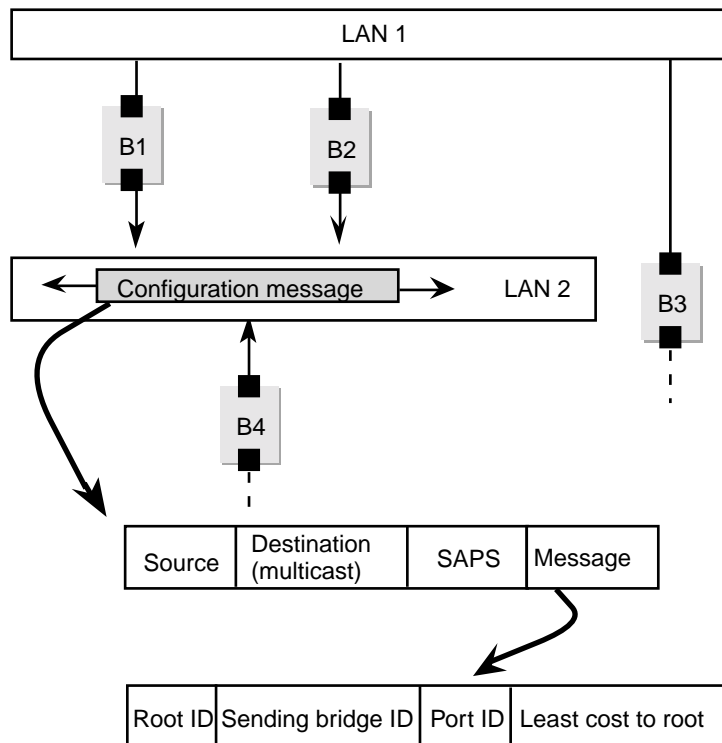 LAN 1
B1
B2
Configuration message
LAN 2
B3
B4
Source
Destination
(multicast)
SAPS
Message
Root ID
Sending bridge ID
Port ID
Least cost to root